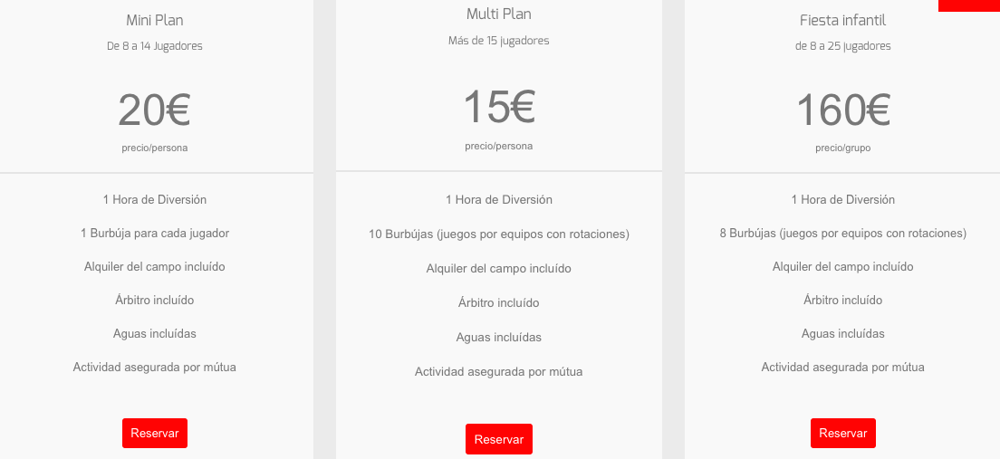 Mini Plan
De 8 a 14 Jugadores
20€
precio/persona
1 Hora de Diversión
1 Burbúja para cada jugador
Alquiler del campo incluído
Árbitro incluído
Aguas incluídas
Actividad asegurada por mútua
Reservar
Multi Plan
Más de 15 jugadores
15€
precio/persona
1 Hora de Diversión
10 Burbújas (juegos por equipos con rotaciones)
Alquiler del campo incluído
Árbitro incluído
Aguas incluídas
Actividad asegurada por mútua
Reservar
Fiesta infantil
de 8 a 25 jugadores
160€
precio/grupo
1 Hora de Diversión
8 Burbújas (juegos por equipos con rotaciones)
Alquiler del campo incluído
Árbitro incluído
Aguas incluídas
Actividad asegurada por mútua
Reservar